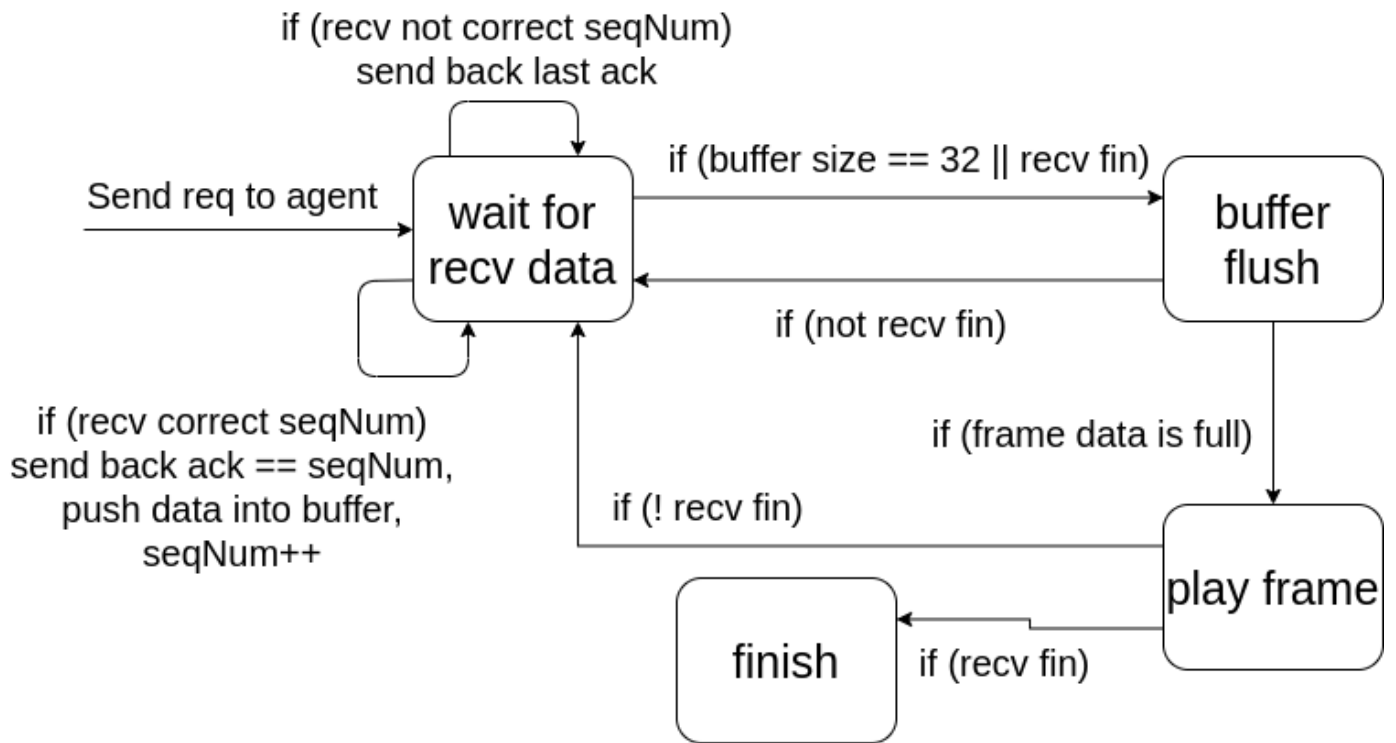 if (recv not correct seqNum)
send back last ack
Send req to agent
wait for
recv data
if (buffer size == 32 || recv fin)
buffer
flush
if (not recv fin)
if (recv correct seqNum)
send back ack == seqNum,
push data into buffer,
seqNum++
if (frame data is full)
if (! recv fin)
play frame
finish
if (recv fin)